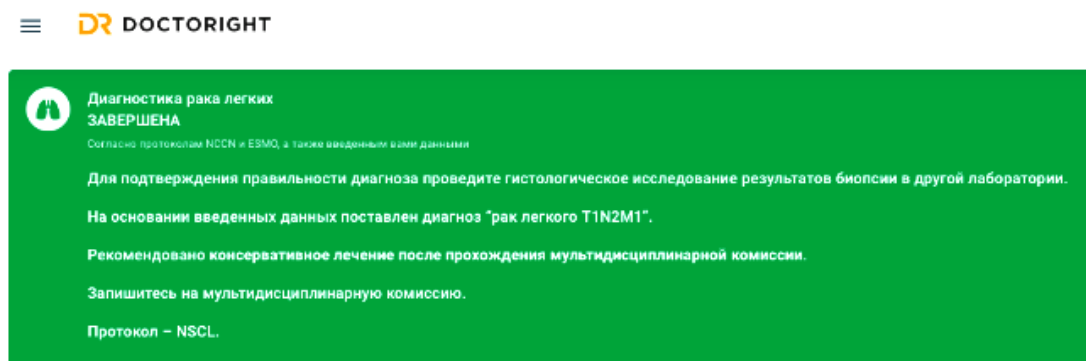 DR DOCTORIGHT
Диагностика рака легких
ЗАВЕРШЕНА
Согласно протоколам NCCN и ESMO, а также введенным вами данными
Для подтверждения правильности диагноза проведите гистологическое исследование результатов биопсии в другой лаборатории.
На основании введенных данных поставлен диагноз "рак легкого T1N2M1".
Рекомендовано консервативное лечение после прохождения мультидисциплинарной комиссии.
Запишитесь на мультидисциплинарную комиссию.
Протокол – NSCL.